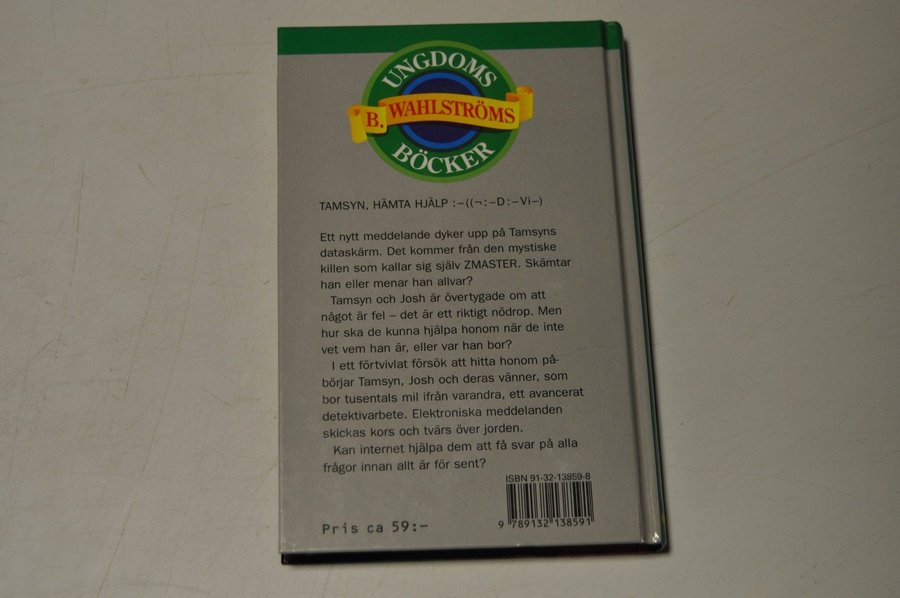 UNGDOMS
B. WAHLSTRÖMS
BÖCKER
TAMSYN, HÄMTA HJÄLP :–((¬:–D:–Vi–)
Ett nytt meddelande dyker upp på Tamsyns
dataskärm. Det kommer från den mystiske
killen som kallar sig själv ZMASTER. Skämtar
han eller menar han allvar?
Tamsyn och Josh är övertygade om att
något är fel – det är ett riktigt nödrop. Men
hur ska de kunna hjälpa honom när de inte
vet vem han är, eller var han bor?
I ett förtvivlat försök att hitta honom på-
börjar Tamsyn, Josh och deras vänner, som
bor tusentals mil ifrån varandra, ett avancerat
detektivarbete. Elektroniska meddelanden
skickas kors och tvärs över jorden.
Kan internet hjälpa dem att få svar på alla
frågor innan allt är för sent?
ISBN 91-32-13859-8
9 789132 138591
Pris ca 59:–